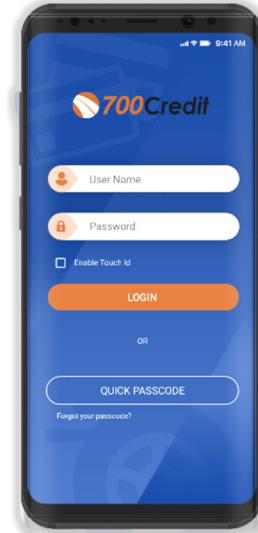 9:41 AM
700Credit
User Name
Password
Enable Touch Id
LOGIN
OR
QUICK PASSCODE
Forgot your passcode?